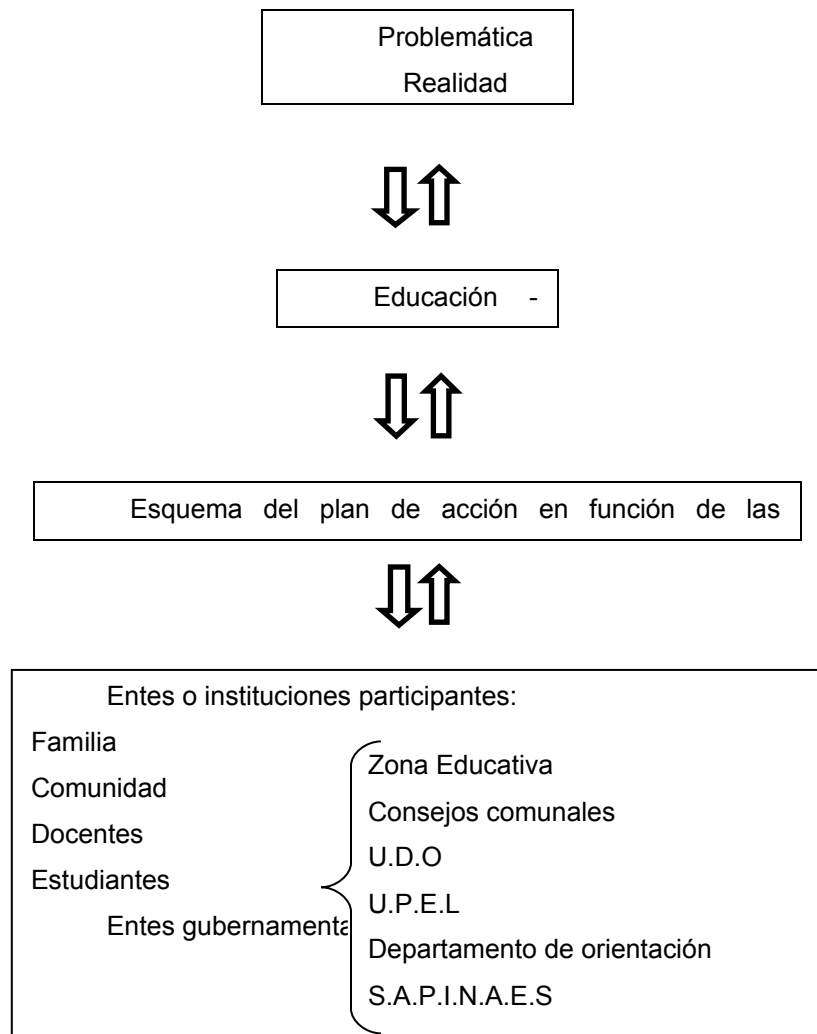 Problemática
Realidad
Educación -
Esquema del plan de acción en función de las
Entes o instituciones participantes:
Familia
Comunidad
Docentes
Estudiantes
Entes gubernamenta
Zona Educativa
Consejos comunales
U.D.O
U.P.E.L
Departamento de orientación
S.A.P.I.N.A.E.S